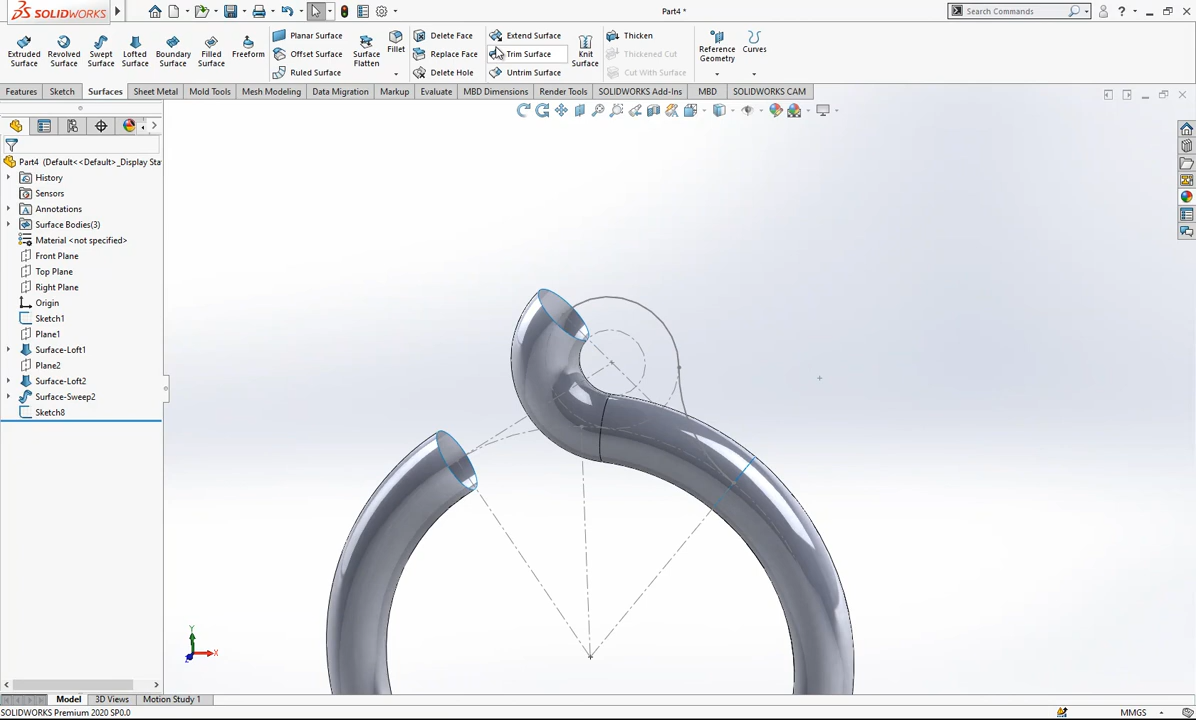 SOLIDWORKS
Part4 *
Search Commands
Extruded Surface
Revolved Surface
Swept Surface
Lofted Surface
Boundary Surface
Filled Surface
Freeform
Planar Surface
Offset Surface
Ruled Surface
Surface Flatten
Fillet
Delete Face
Replace Face
Delete Hole
Extend Surface
Trim Surface
Untrim Surface
Knit Surface
Thicken
Thickened Cut
Cut With Surface
Reference Geometry
Curves
Features Sketch Surfaces Sheet Metal Mold Tools Mesh Modeling Data Migration Markup Evaluate MBD Dimensions Render Tools SOLIDWORKS Add-Ins MBD SOLIDWORKS CAM
Part4 (Default<<Default>_Display Sta
History
Sensors
Annotations
Surface Bodies(3)
Material <not specified>
Front Plane
Top Plane
Right Plane
Origin
Sketch1
Plane1
Surface-Loft1
Plane2
Surface-Loft2
Surface-Sweep2
Sketch8
Y
X
Z
Model 3D Views Motion Study 1
SOLIDWORKS Premium 2020 SP0.0
MMGS